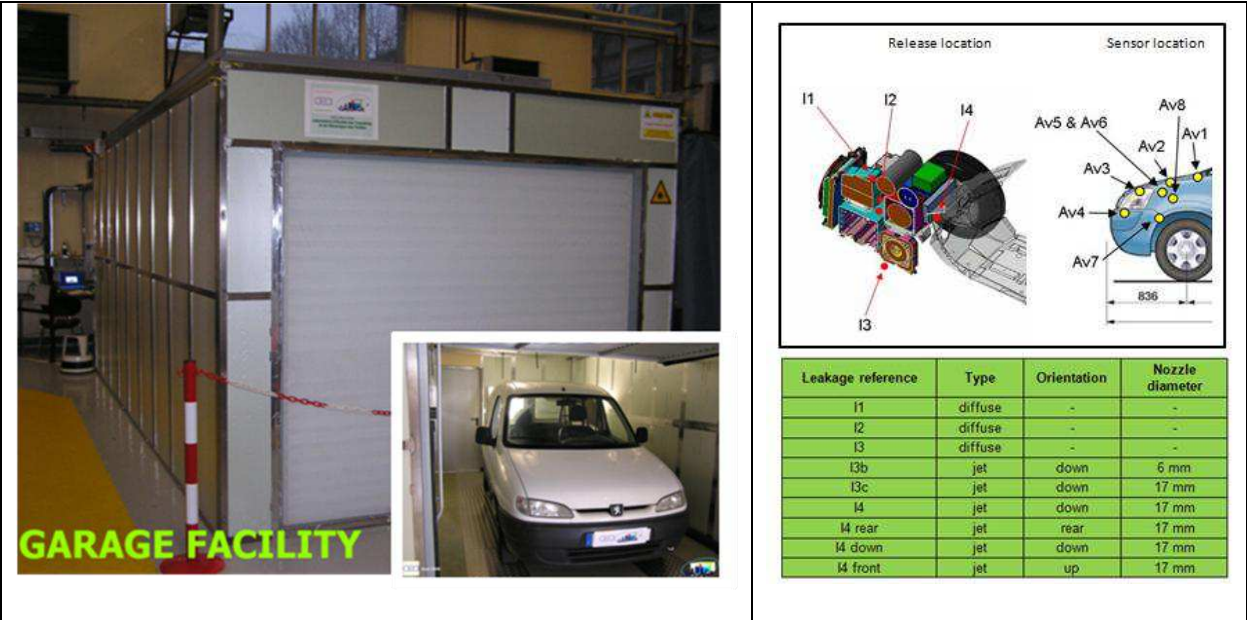 GARAGE FACILITY
Release location
Sensor location
I1
I2
I4
I3
Av8
Av5 & Av6
Av1
Av2
Av3
Av4
Av7
836
Leakage reference Type Orientation Nozzle diameter
I1 diffuse - -
I2 diffuse - -
I3 diffuse - -
I3b jet down 6 mm
I3c jet down 17 mm
I4 jet down 17 mm
I4 rear jet rear 17 mm
I4 down jet down 17 mm
I4 front jet up 17 mm